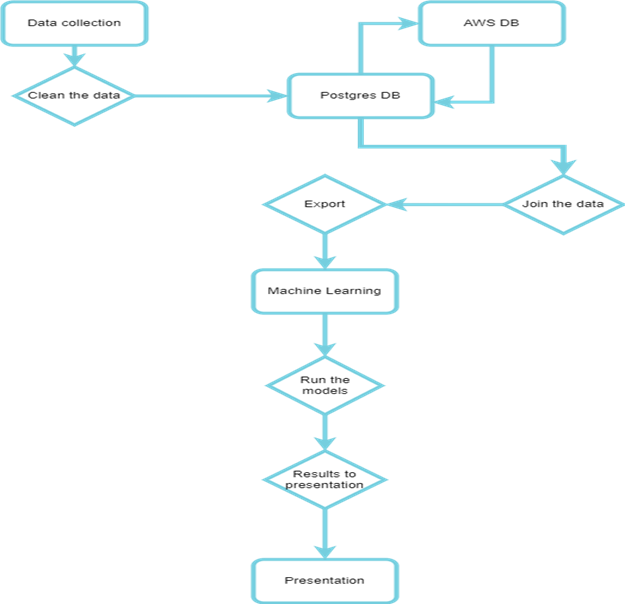 Data collection
AWS DB
Clean the data
Postgres DB
Export
Join the data
Machine Learning
Run the
models
Results to
presentation
Presentation